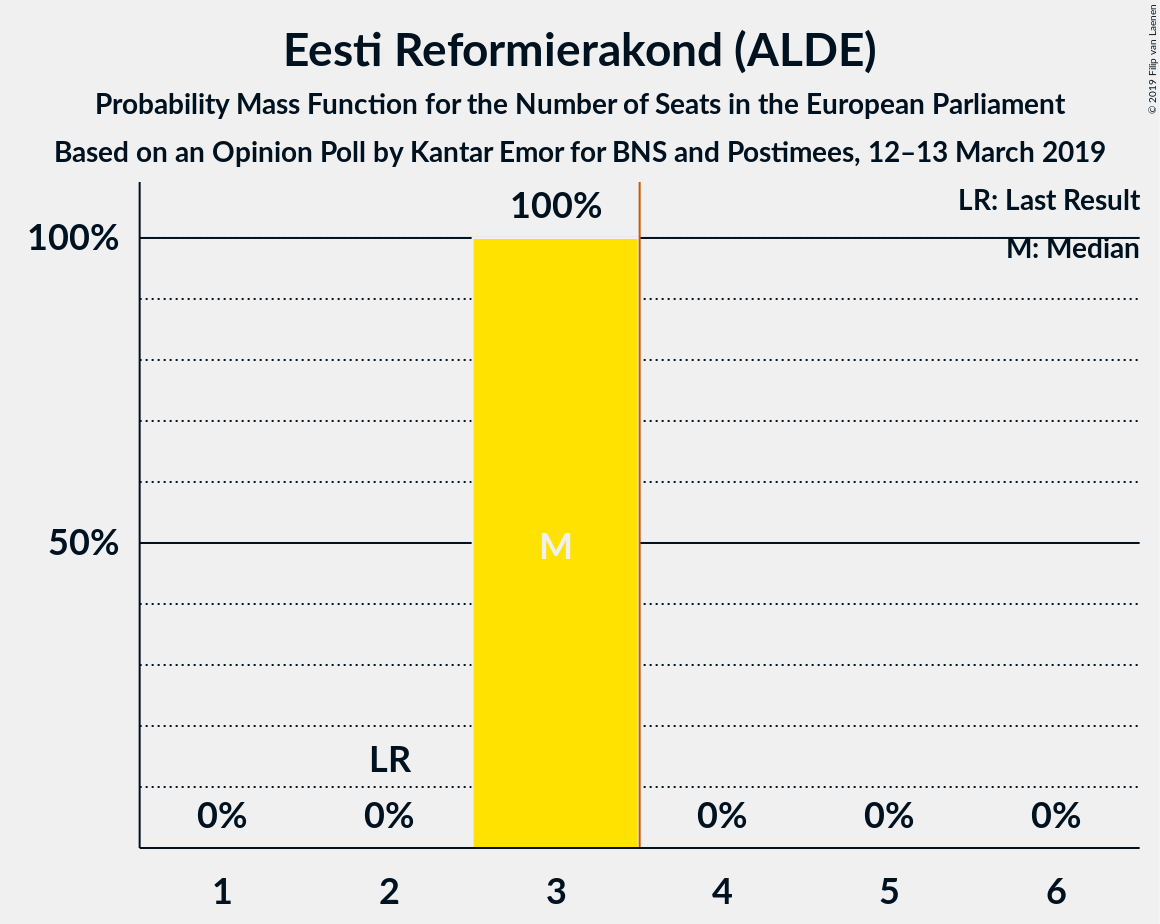 Eesti Reformierakond (ALDE)
Probability Mass Function for the Number of Seats in the European Parliament
Based on an Opinion Poll by Kantar Emor for BNS and Postimees, 12–13 March 2019
© 2019 Filip van Laenen
LR: Last Result
M: Median
100%
100%
50%
M
LR
0% 0% 0% 0% 0%
1 2 3 4 5 6